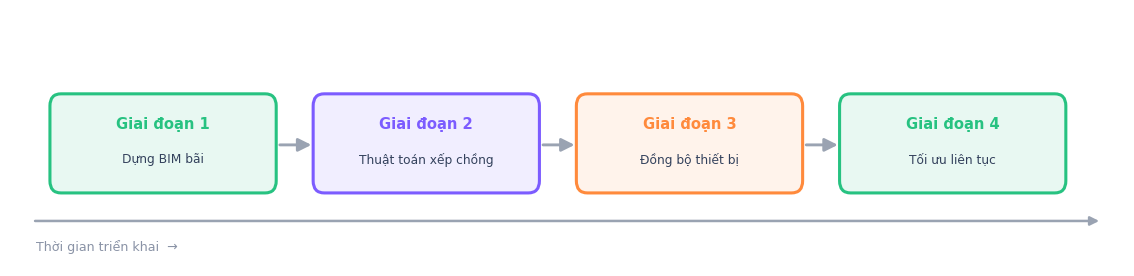 Giai đoạn 1
Dựng BIM bãi
Giai đoạn 2
Thuật toán xếp chồng
Giai đoạn 3
Đồng bộ thiết bị
Giai đoạn 4
Tối ưu liên tục
Thời gian triển khai →